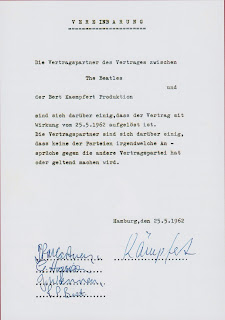 VEREINBARUNG
Die Vertragspartner des Vertrages zwischen
The Beatles
und
der Bert Kaempfert Produktion
sind sich darüber einig, dass der Vertrag mit
Wirkung vom 25.5.1962 aufgelöst ist.
Die Vertragspartner sind sich darüber einig,
dass keine der Parteien irgendwelche An -
sprüche gegen die andere Vertragspartei hat
oder geltend machen wird.
Hamburg, den 25.5.1962